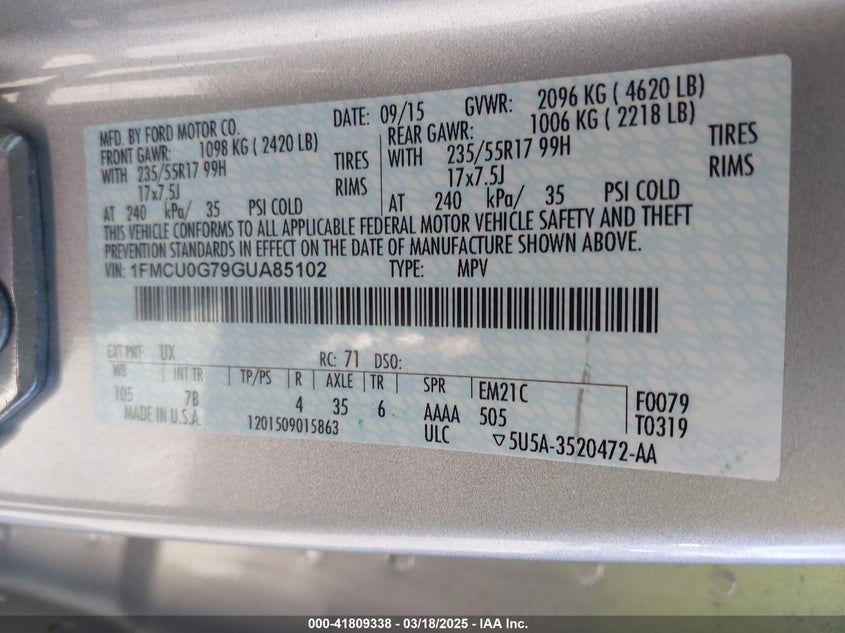 MFD. BY FORD MOTOR CO. DATE: 09/15 GVWR: 2096 KG ( 4620 LB)
FRONT GAWR: 1098 KG ( 2420 LB) REAR GAWR: 1006 KG ( 2218 LB)
WITH 235/55R17 99H TIRES WITH 235/55R17 99H TIRES
17x7.5J RIMS 17x7.5J RIMS
AT 240 kPa/ 35 PSI COLD AT 240 kPa/ 35 PSI COLD
THIS VEHICLE CONFORMS TO ALL APPLICABLE FEDERAL MOTOR VEHICLE SAFETY AND THEFT
PREVENTION STANDARDS IN EFFECT ON THE DATE OF MANUFACTURE SHOWN ABOVE.
VIN: 1FMCU0G79GUA85102 TYPE: MPV
EXT PNT: UX RC: 71 DSO:
WB INT TR TP/PS R AXLE TR SPR EM21C F0079
105 7B 4 35 6 AAAA 505 T0319
MADE IN U.S.A. 1201509015863 ULC ▽5U5A-3520472-AA
000-41809338 - 03/18/2025 - IAA Inc.